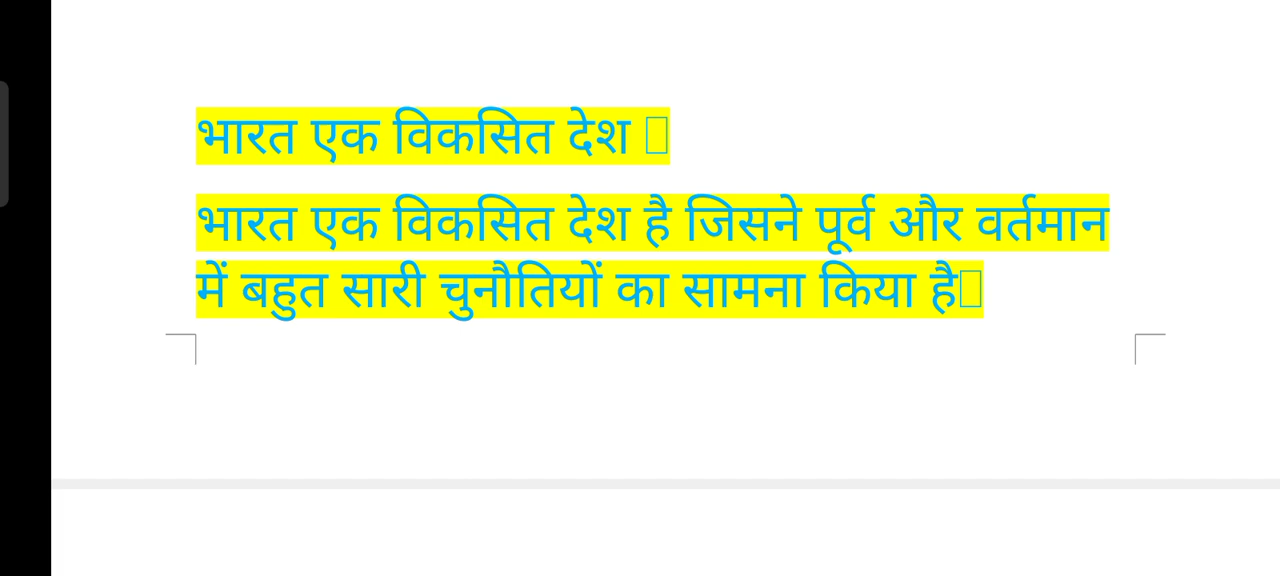 भारत एक विकसित देश
भारत एक विकसित देश है जिसने पूर्व और वर्तमान
में बहुत सारी चुनौतियों का सामना किया है